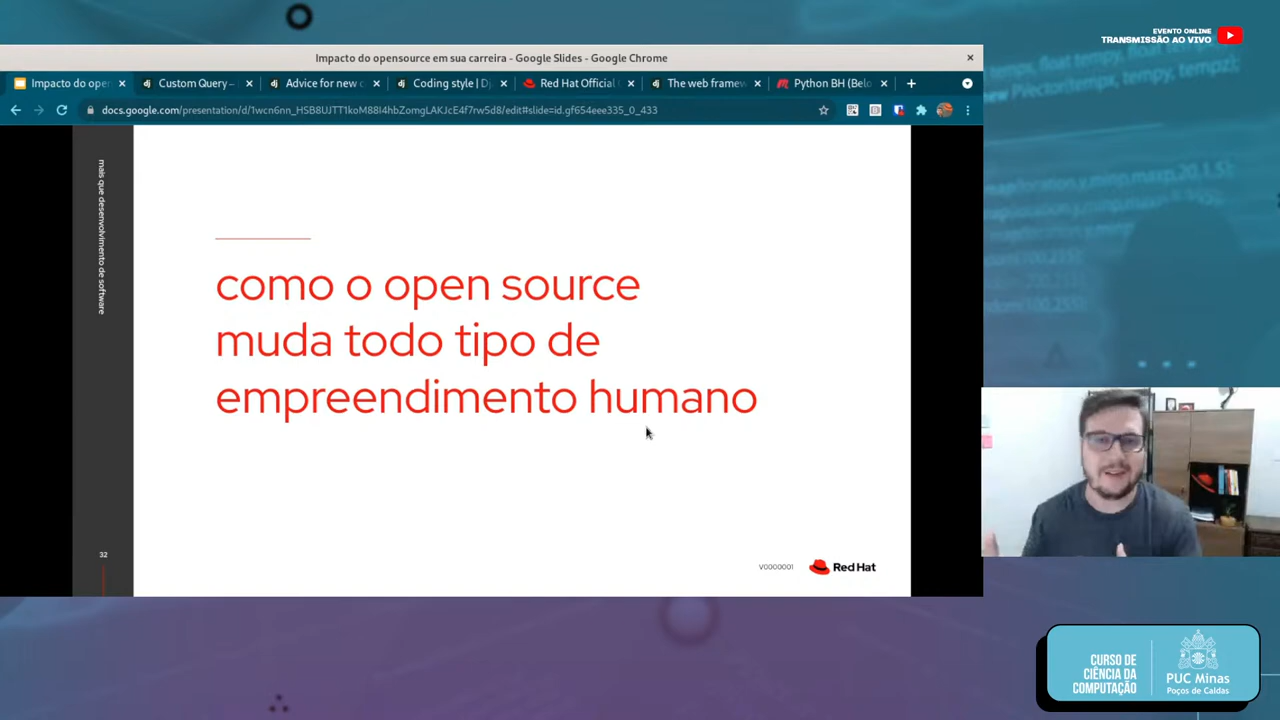 EVENTO ONLINE
TRANSMISSÃO AO VIVO
Impacto do opensource em sua carreira - Google Slides - Google Chrome
Impacto do open
Custom Query –
Advice for new c
Coding style | Dj
Red Hat Official
The web framew
Python BH (Belo
docs.google.com/presentation/d/1wcn6nn_HSB8UJTT1koM88I4hbZomgLAKJcE4f7rw5d8/edit#slide=id.gf654eee335_0_433
mais que desenvolvimento de software
como o open source
muda todo tipo de
empreendimento humano
32
V0000001
Red Hat
CURSO DE
CIÊNCIA DA
COMPUTAÇÃO
PUC Minas
Poços de Caldas